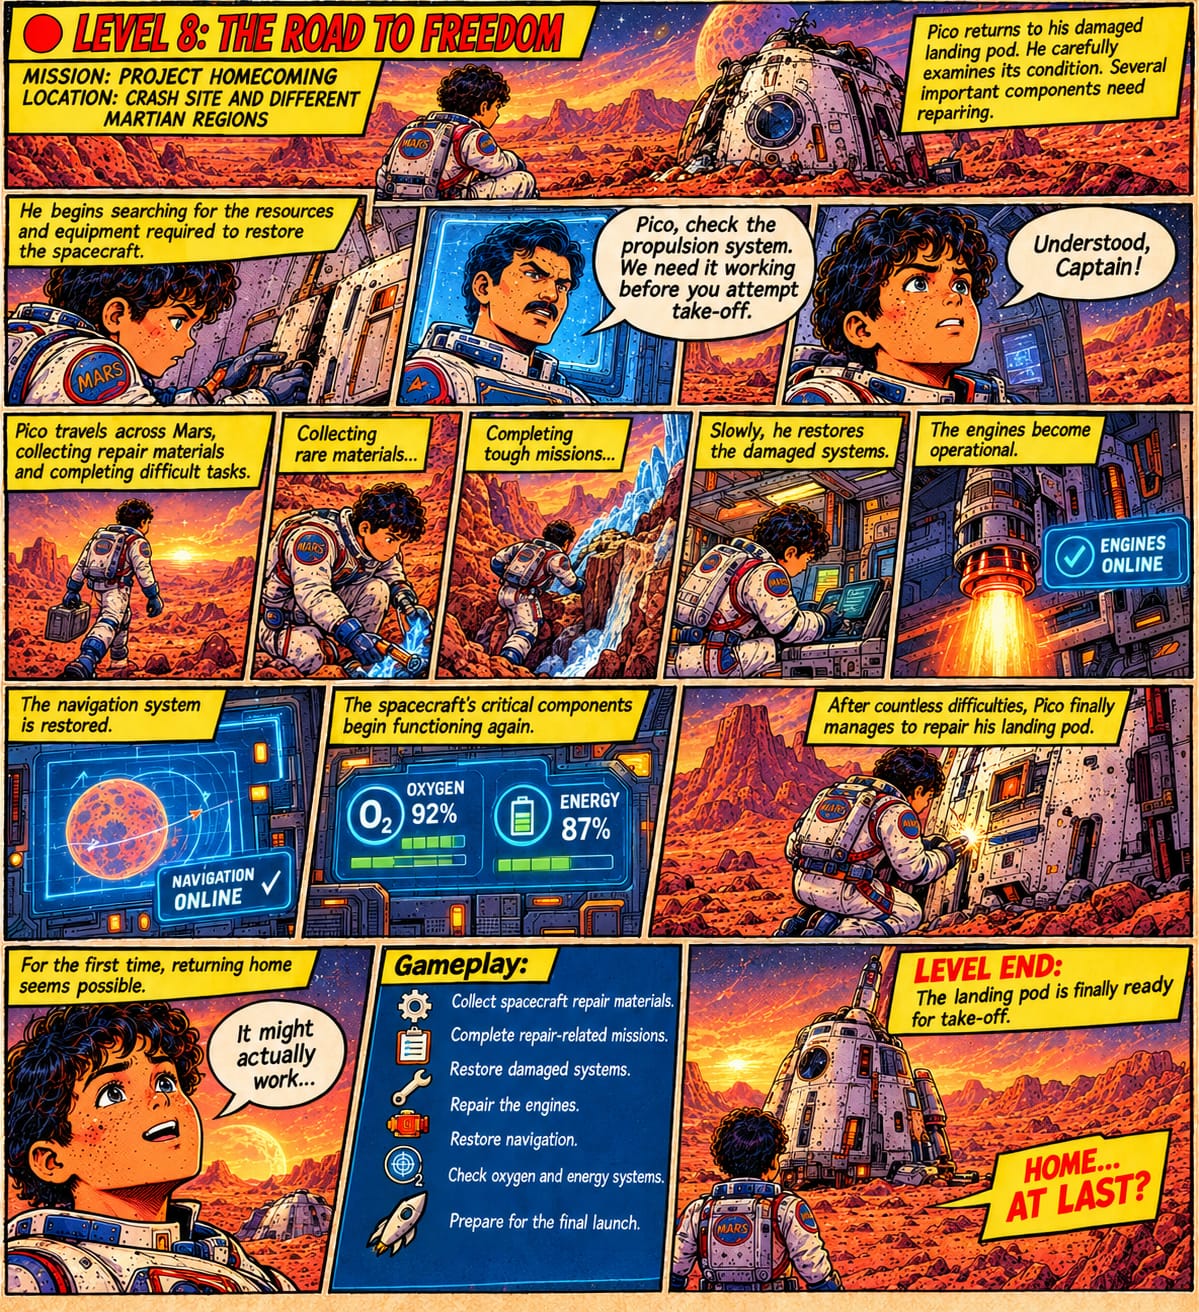 LEVEL 8: THE ROAD TO FREEDOM
MISSION: PROJECT HOMECOMING
LOCATION: CRASH SITE AND DIFFERENT
MARTIAN REGIONS
MARS
Pico returns to his damaged
landing pod. He carefully
examines its condition. Several
important components need
reparring.
He begins searching for the resources
and equipment required to restore
the spacecraft.
MARS
Pico, check the
propulsion system.
We need it working
before you attempt
take-off.
Understood,
Captain!
Pico travels across Mars,
collecting repair materials
and completing difficult tasks.
Collecting
rare materials...
MARS
Completing
tough missions...
Slowly, he restores
the damaged systems.
MARS
The engines become
operational.
ENGINES
ONLINE
The navigation system
is restored.
NAVIGATION
ONLINE
The spacecraft's critical components
begin functioning again.
O2
OXYGEN
92%
ENERGY
87%
After countless difficulties, Pico finally
manages to repair his landing pod.
MARS
For the first time, returning home
seems possible.
It might
actually
work...
Gameplay:
Collect spacecraft repair materials.
Complete repair-related missions.
Restore damaged systems.
Repair the engines.
Restore navigation.
2
Check oxygen and energy systems.
Prepare for the final launch.
LEVEL END:
The landing pod is finally ready
for take-off.
HOME...
AT LAST?
MARS